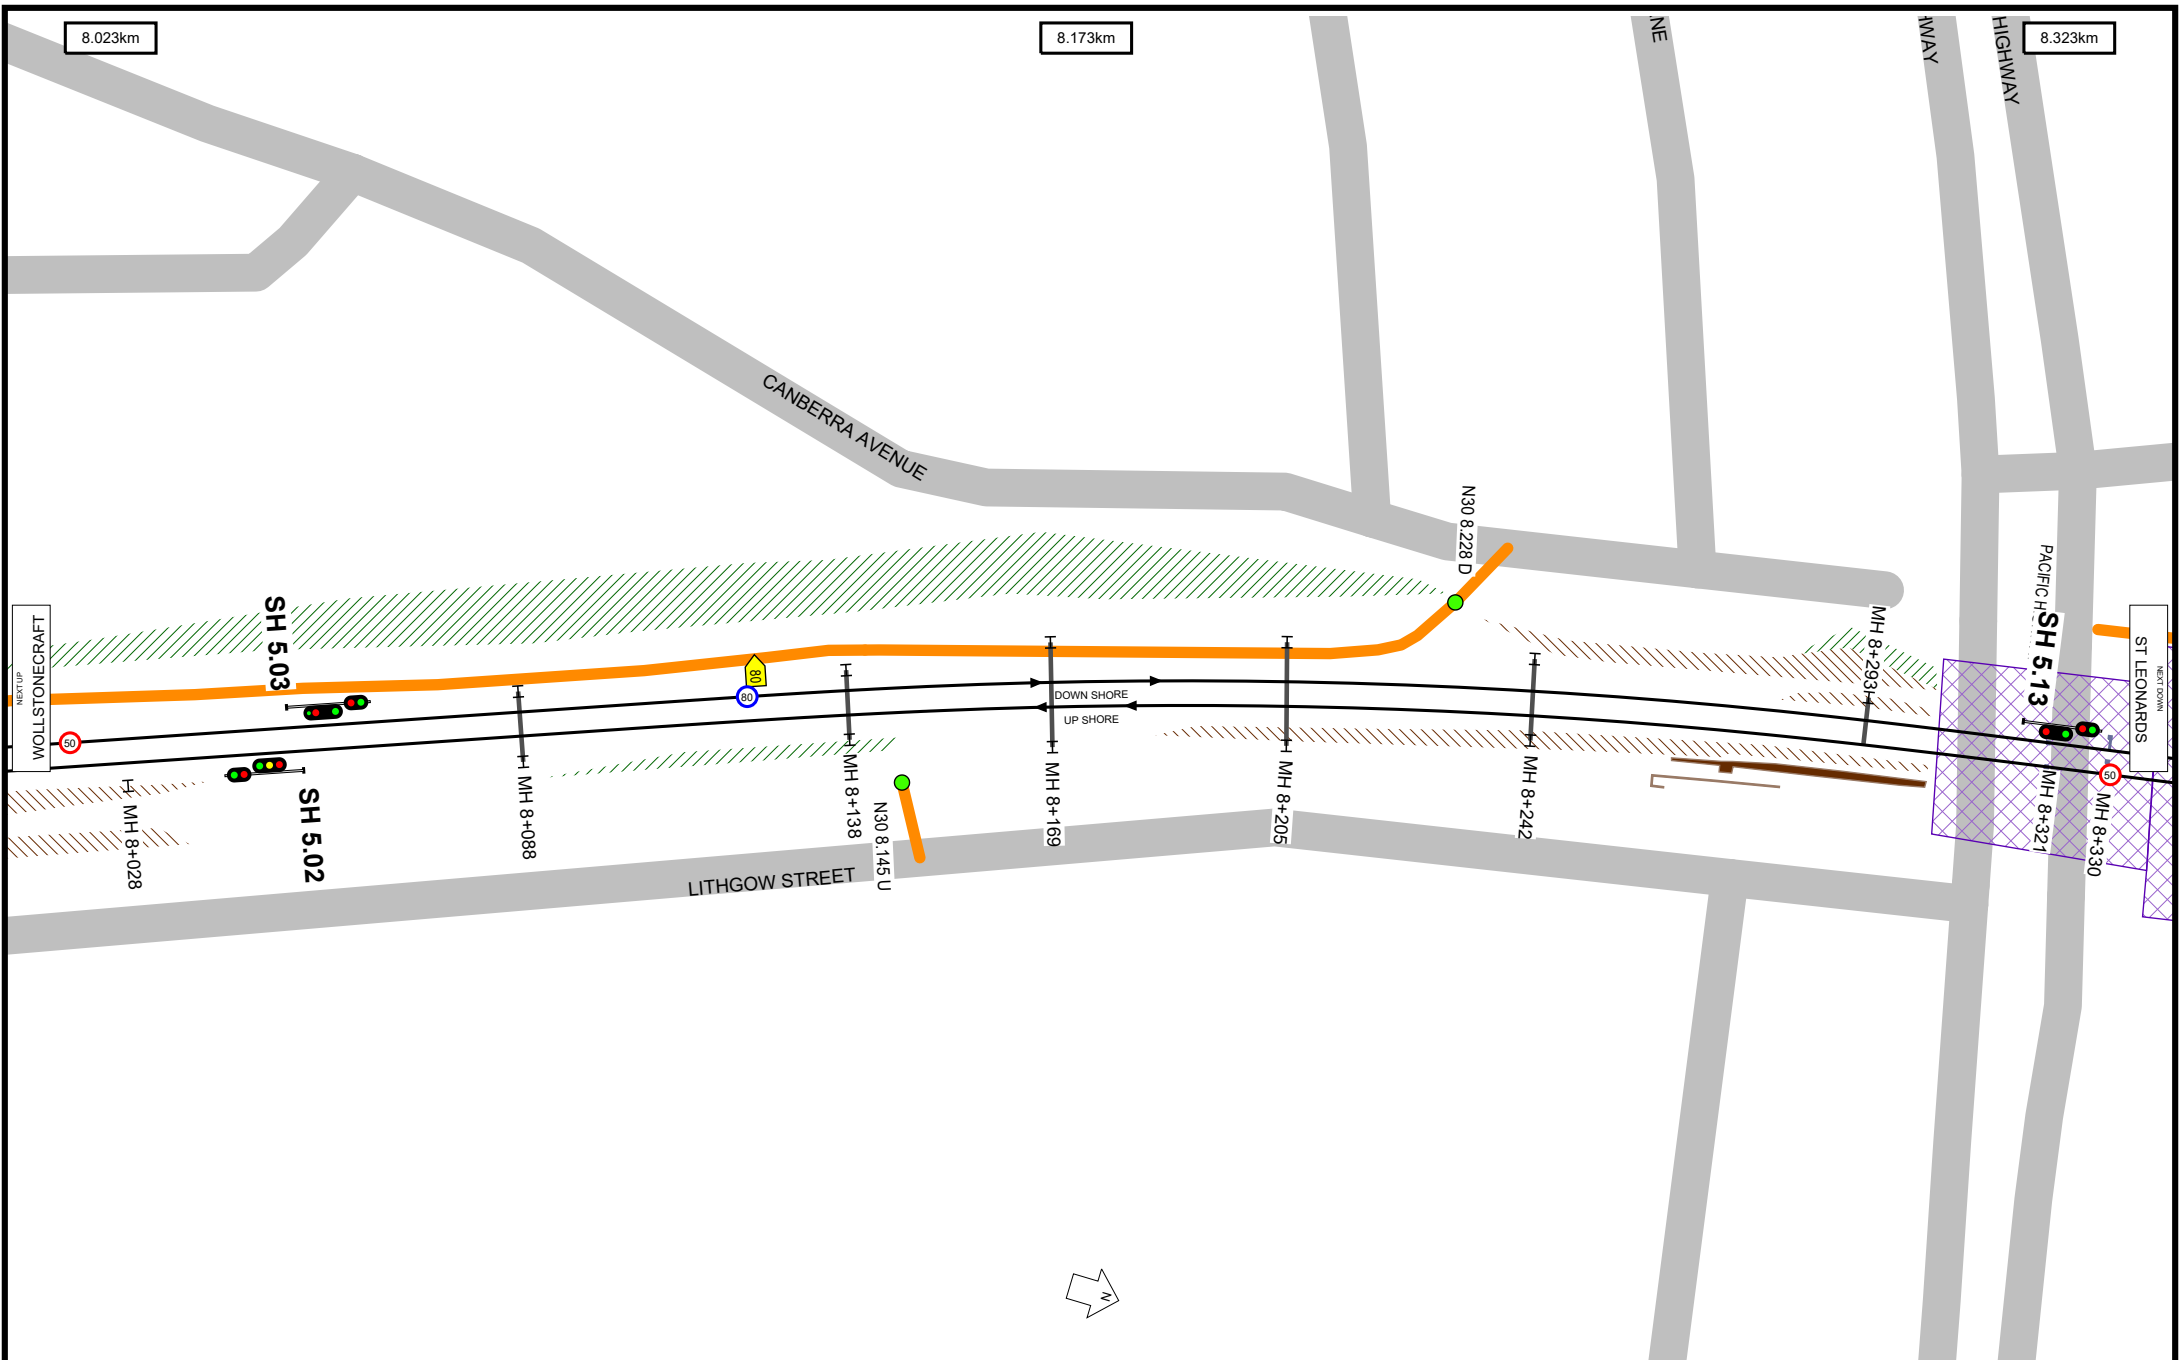 8.023km
8.173km
8.323km
NE
HWAY
HIGHWAY
CANBERRA AVENUE
N30 8.228 D
PACIFIC H
SH 5.03
SH 5.13
MH 8+293
NEXT UP
WOLLSTONECRAFT
ST LEONARDS
NEXT DOWN
80
80
DOWN SHORE
UP SHORE
50
50
SH 5.02
MH 8+028
MH 8+088
MH 8+138
N30 8.145 U
MH 8+169
MH 8+205
MH 8+242
MH 8+321
MH 8+330
LITHGOW STREET
N